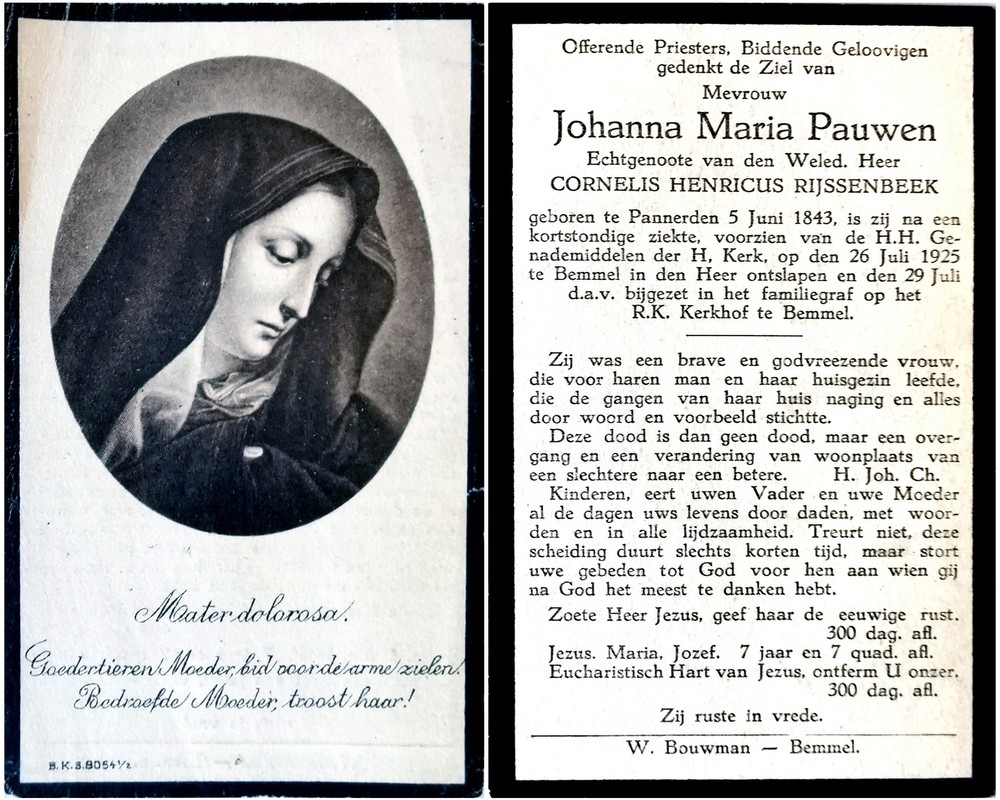 Mater dolorosa.
Goedertieren Moeder, bid voor de arme zielen!
Bedroefde Moeder, troost haar!
B.K.S.8054½
Offerende Priesters, Biddende Geloovigen
gedenkt de Ziel van
Mevrouw
Johanna Maria Pauwen
Echtgenoote van den Weled. Heer
CORNELIS HENRICUS RIJSSENBEEK
geboren te Pannerden 5 Juni 1843, is zij na een
kortstondige ziekte, voorzien van de H.H. Ge-
nademiddelen der H, Kerk, op den 26 Juli 1925
te Bemmel in den Heer ontslapen en den 29 Juli
d.a.v. bijgezet in het familiegraf op het
R.K. Kerkhof te Bemmel.
Zij was een brave en godvreezende vrouw,
die voor haren man en haar huisgezin leefde,
die de gangen van haar huis naging en alles
door woord en voorbeeld stichtte.
Deze dood is dan geen dood, maar een over-
gang en een verandering van woonplaats van
een slechtere naar een betere. H. Joh. Ch.
Kinderen, eert uwen Vader en uwe Moeder
al de dagen uws levens door daden, met woor-
den en in alle lijdzaamheid. Treurt niet, deze
scheiding duurt slechts korten tijd, maar stort
uwe gebeden tot God voor hen aan wien gij
na God het meest te danken hebt.
Zoete Heer Jezus, geef haar de eeuwige rust.
300 dag. afl.
Jezus. Maria, Jozef. 7 jaar en 7 quad. afl.
Eucharistisch Hart van Jezus, ontferm U onzer.
300 dag. afl.
Zij ruste in vrede.
W. Bouwman — Bemmel.